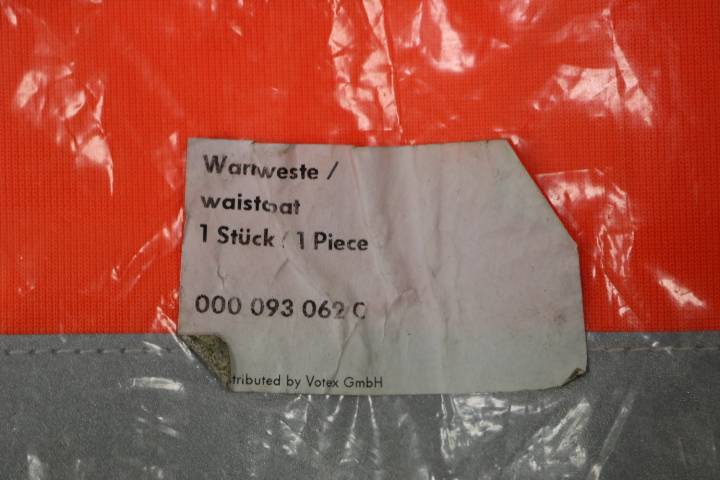 Warnweste /
waistcoat
1 Stück / 1 Piece
000 093 062 C
tributed by Votex GmbH